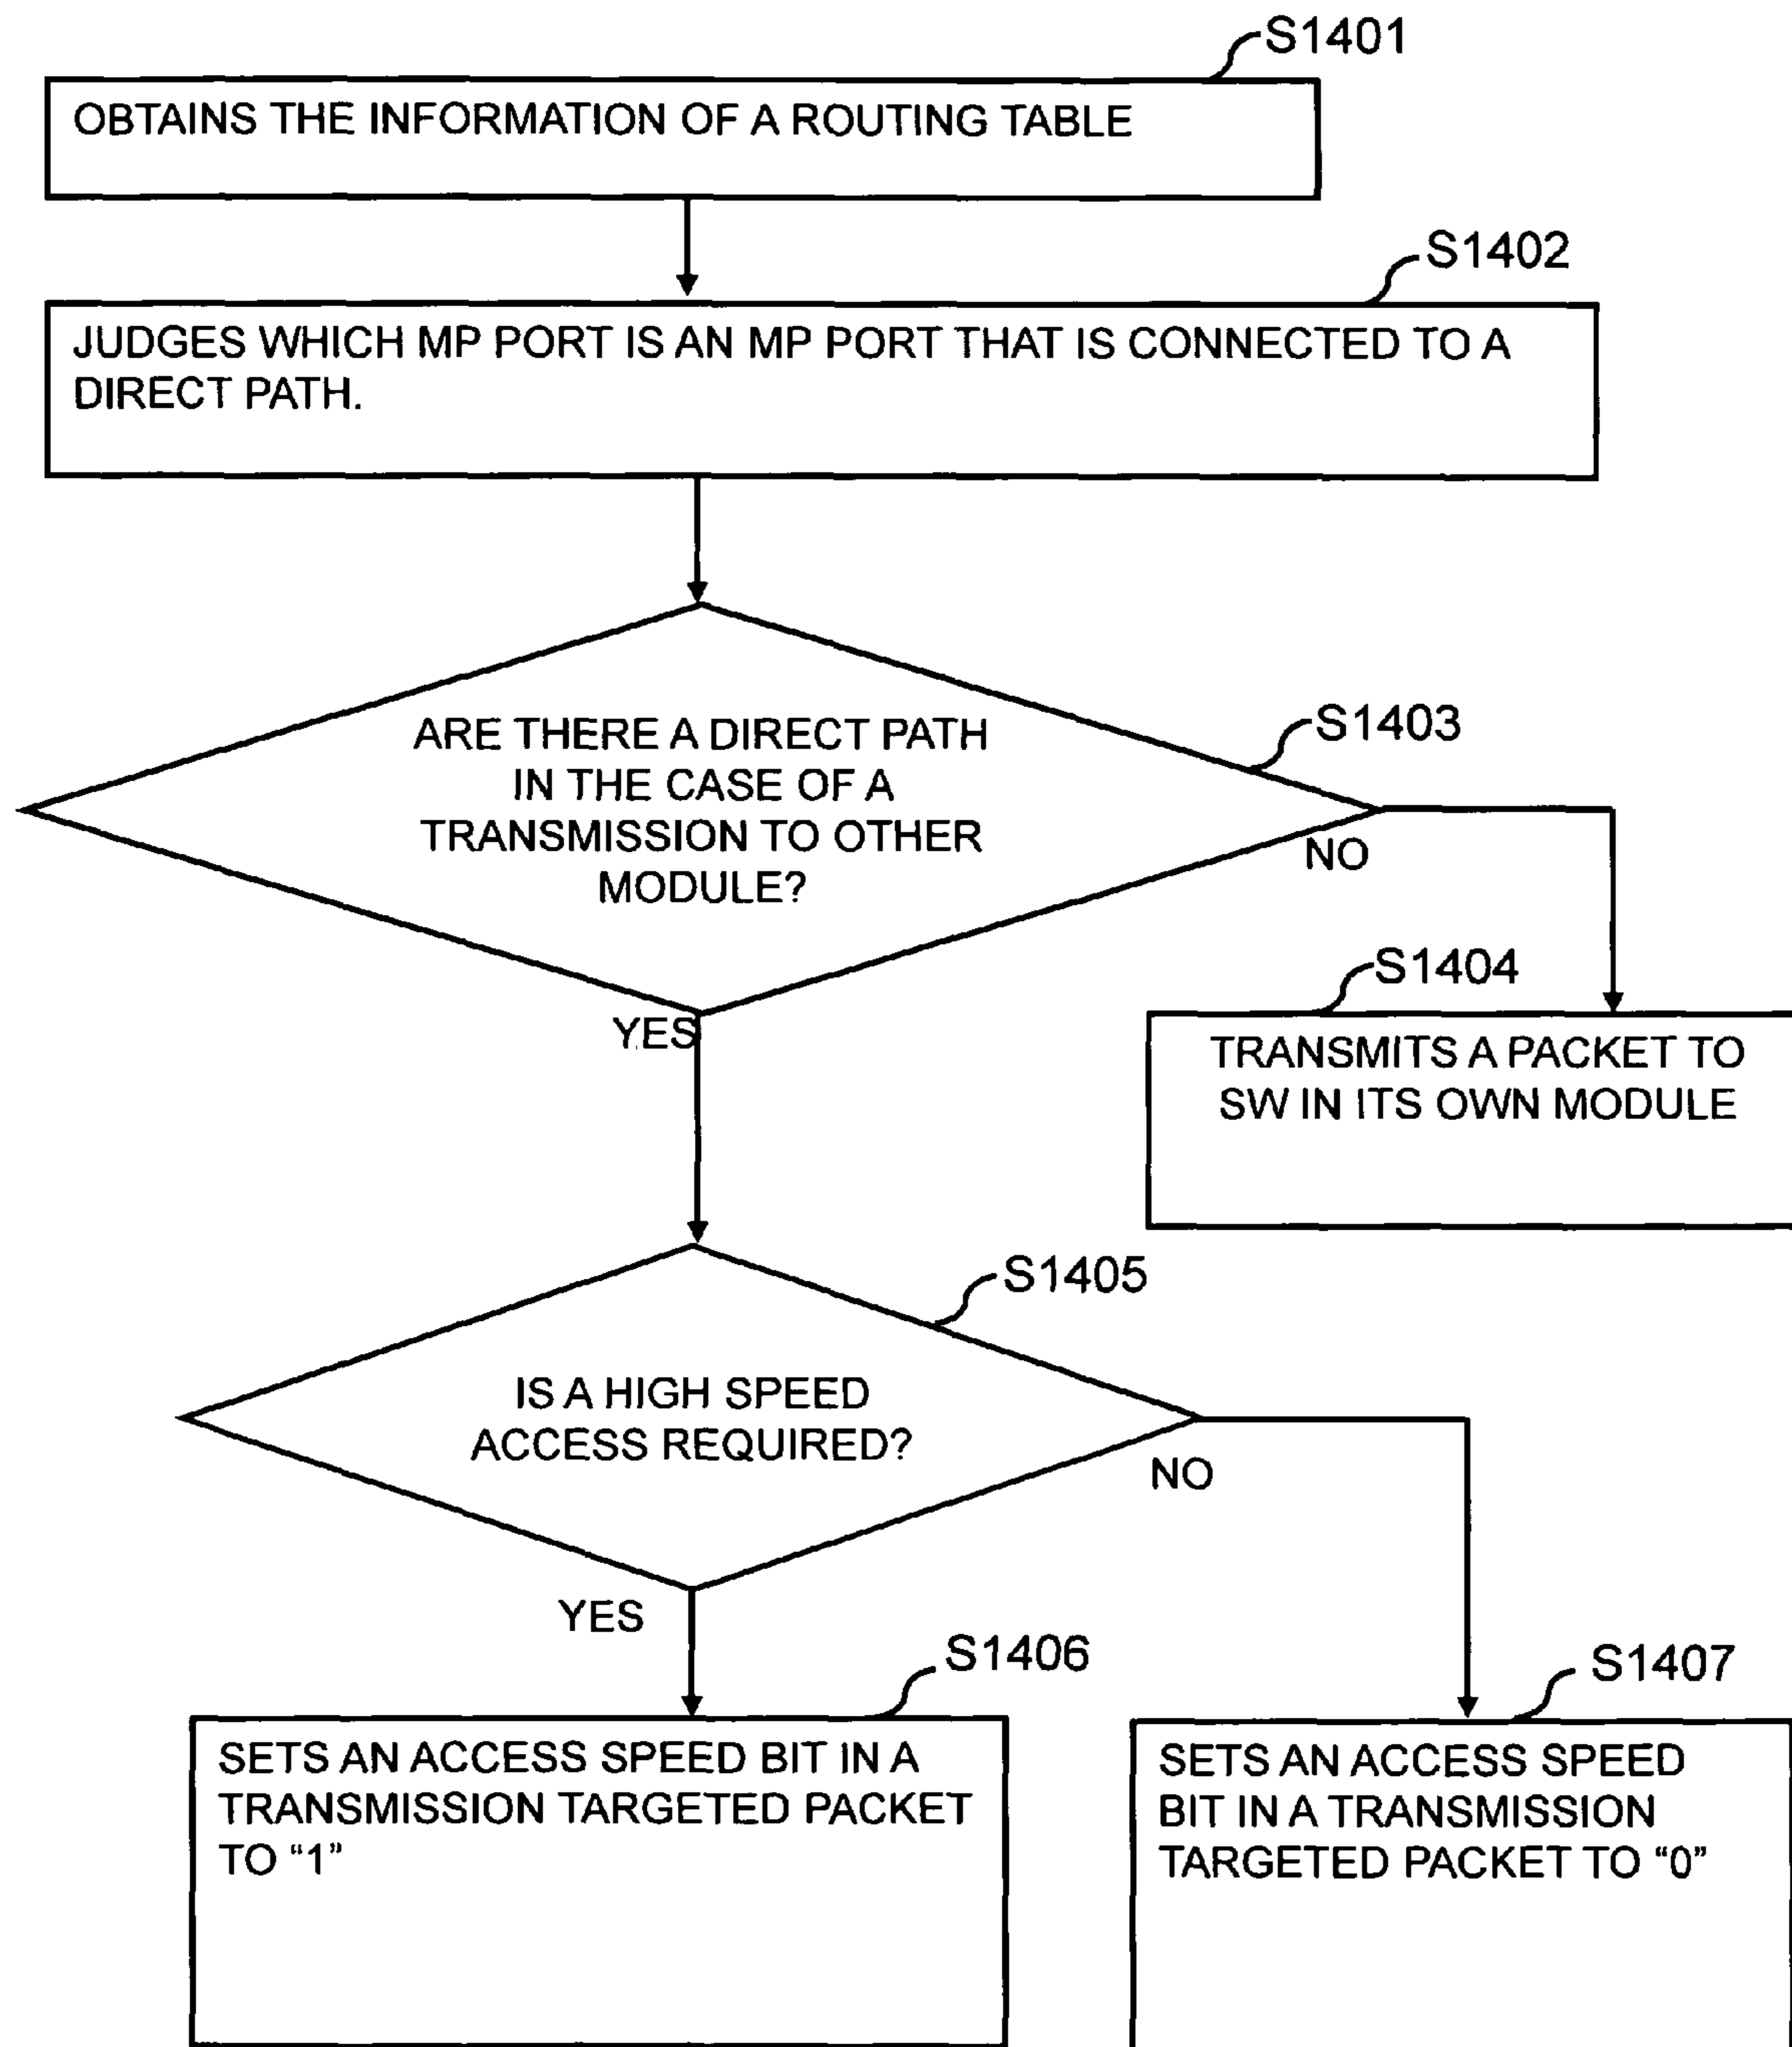 S1401
OBTAINS THE INFORMATION OF A ROUTING TABLE
S1402
JUDGES WHICH MP PORT IS AN MP PORT THAT IS CONNECTED TO A
DIRECT PATH.
S1403
ARE THERE A DIRECT PATH
IN THE CASE OF A
TRANSMISSION TO OTHER
MODULE?
NO
YES
S1404
TRANSMITS A PACKET TO
SW IN ITS OWN MODULE
S1405
IS A HIGH SPEED
ACCESS REQUIRED?
NO
YES
S1406
SETS AN ACCESS SPEED BIT IN A
TRANSMISSION TARGETED PACKET
TO “1”
S1407
SETS AN ACCESS SPEED
BIT IN A TRANSMISSION
TARGETED PACKET TO “0”